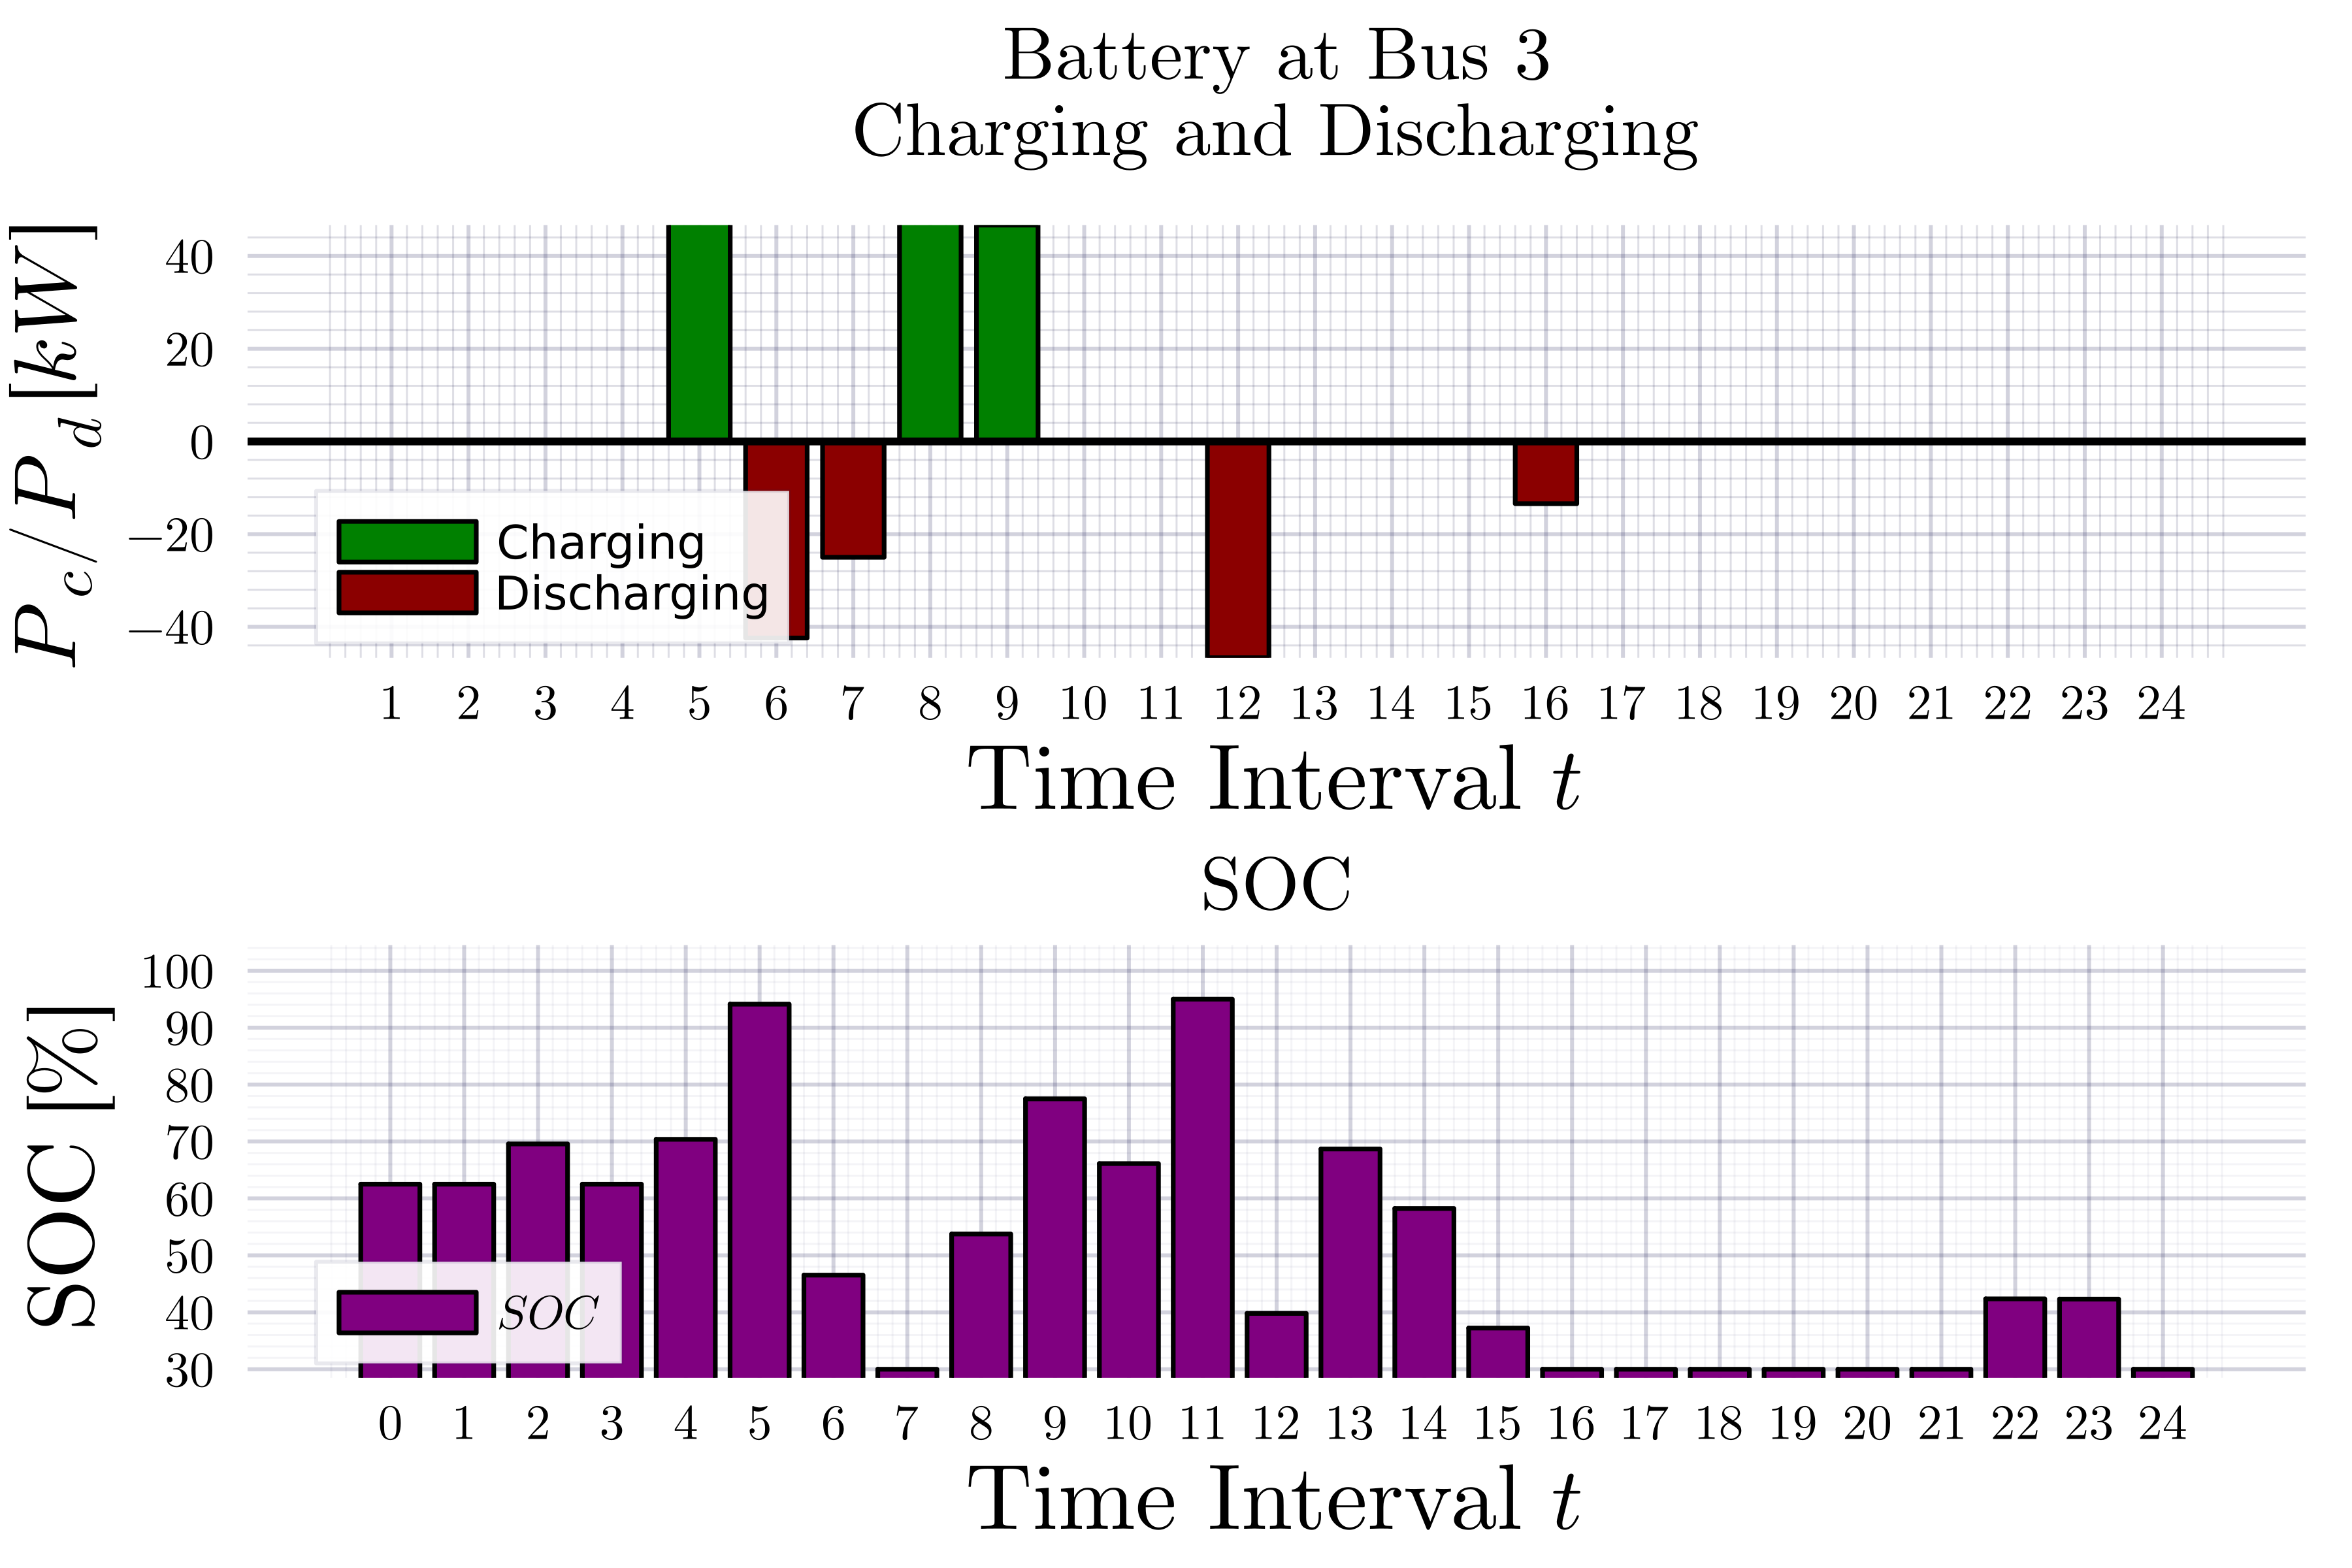 Battery at Bus 3
Charging and Discharging
P_c/P_d [kW]
40
20
0
−20
−40
Charging
Discharging
1 2 3 4 5 6 7 8 9 10 11 12 13 14 15 16 17 18 19 20 21 22 23 24
Time Interval t
SOC
SOC [%]
100
90
80
70
60
50
40
30
SOC
0 1 2 3 4 5 6 7 8 9 10 11 12 13 14 15 16 17 18 19 20 21 22 23 24
Time Interval t